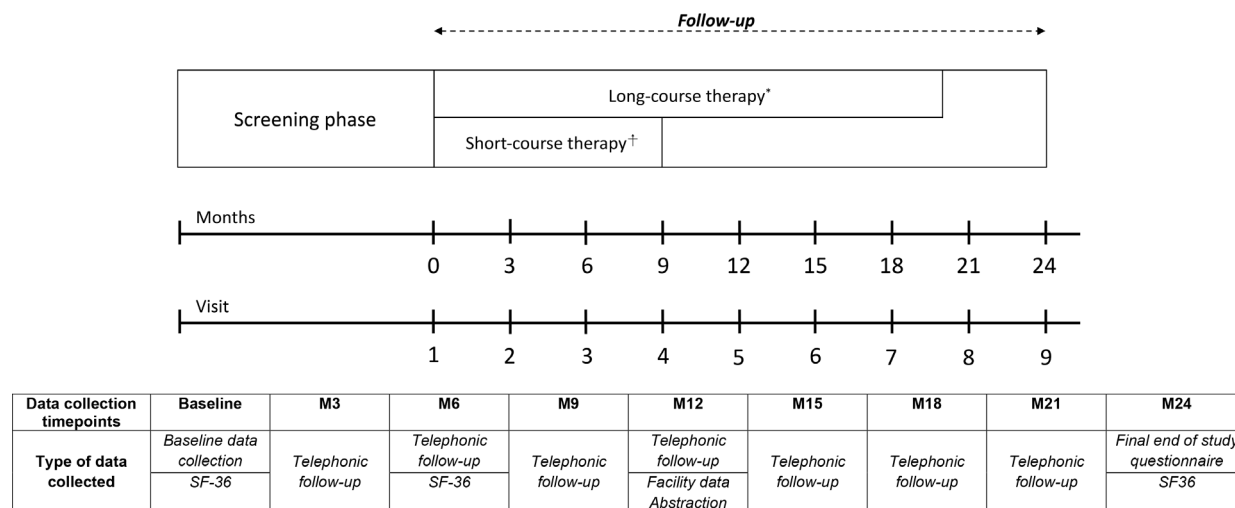 Follow-up
Long-course therapy*
Screening phase
Short-course therapy†
Months
0 3 6 9 12 15 18 21 24
Visit
1 2 3 4 5 6 7 8 9
Data collection timepoints Baseline M3 M6 M9 M12 M15 M18 M21 M24
Type of data collected
Baseline data collection
SF-36
Telephonic follow-up
Telephonic follow-up
SF-36
Telephonic follow-up
Telephonic follow-up
Facility data Abstraction
Telephonic follow-up
Telephonic follow-up
Telephonic follow-up
Final end of study questionnaire
SF36